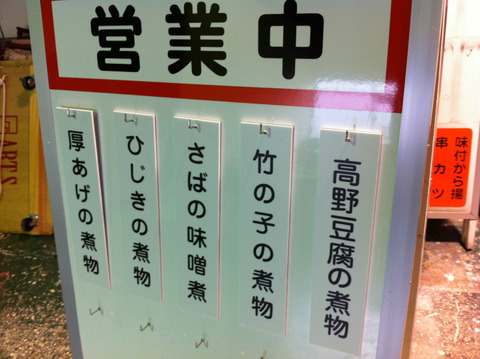 営業中
高野豆腐の煮物
竹の子の煮物
さばの味噌煮
ひじきの煮物
厚あげの煮物
味付から揚
串カツ